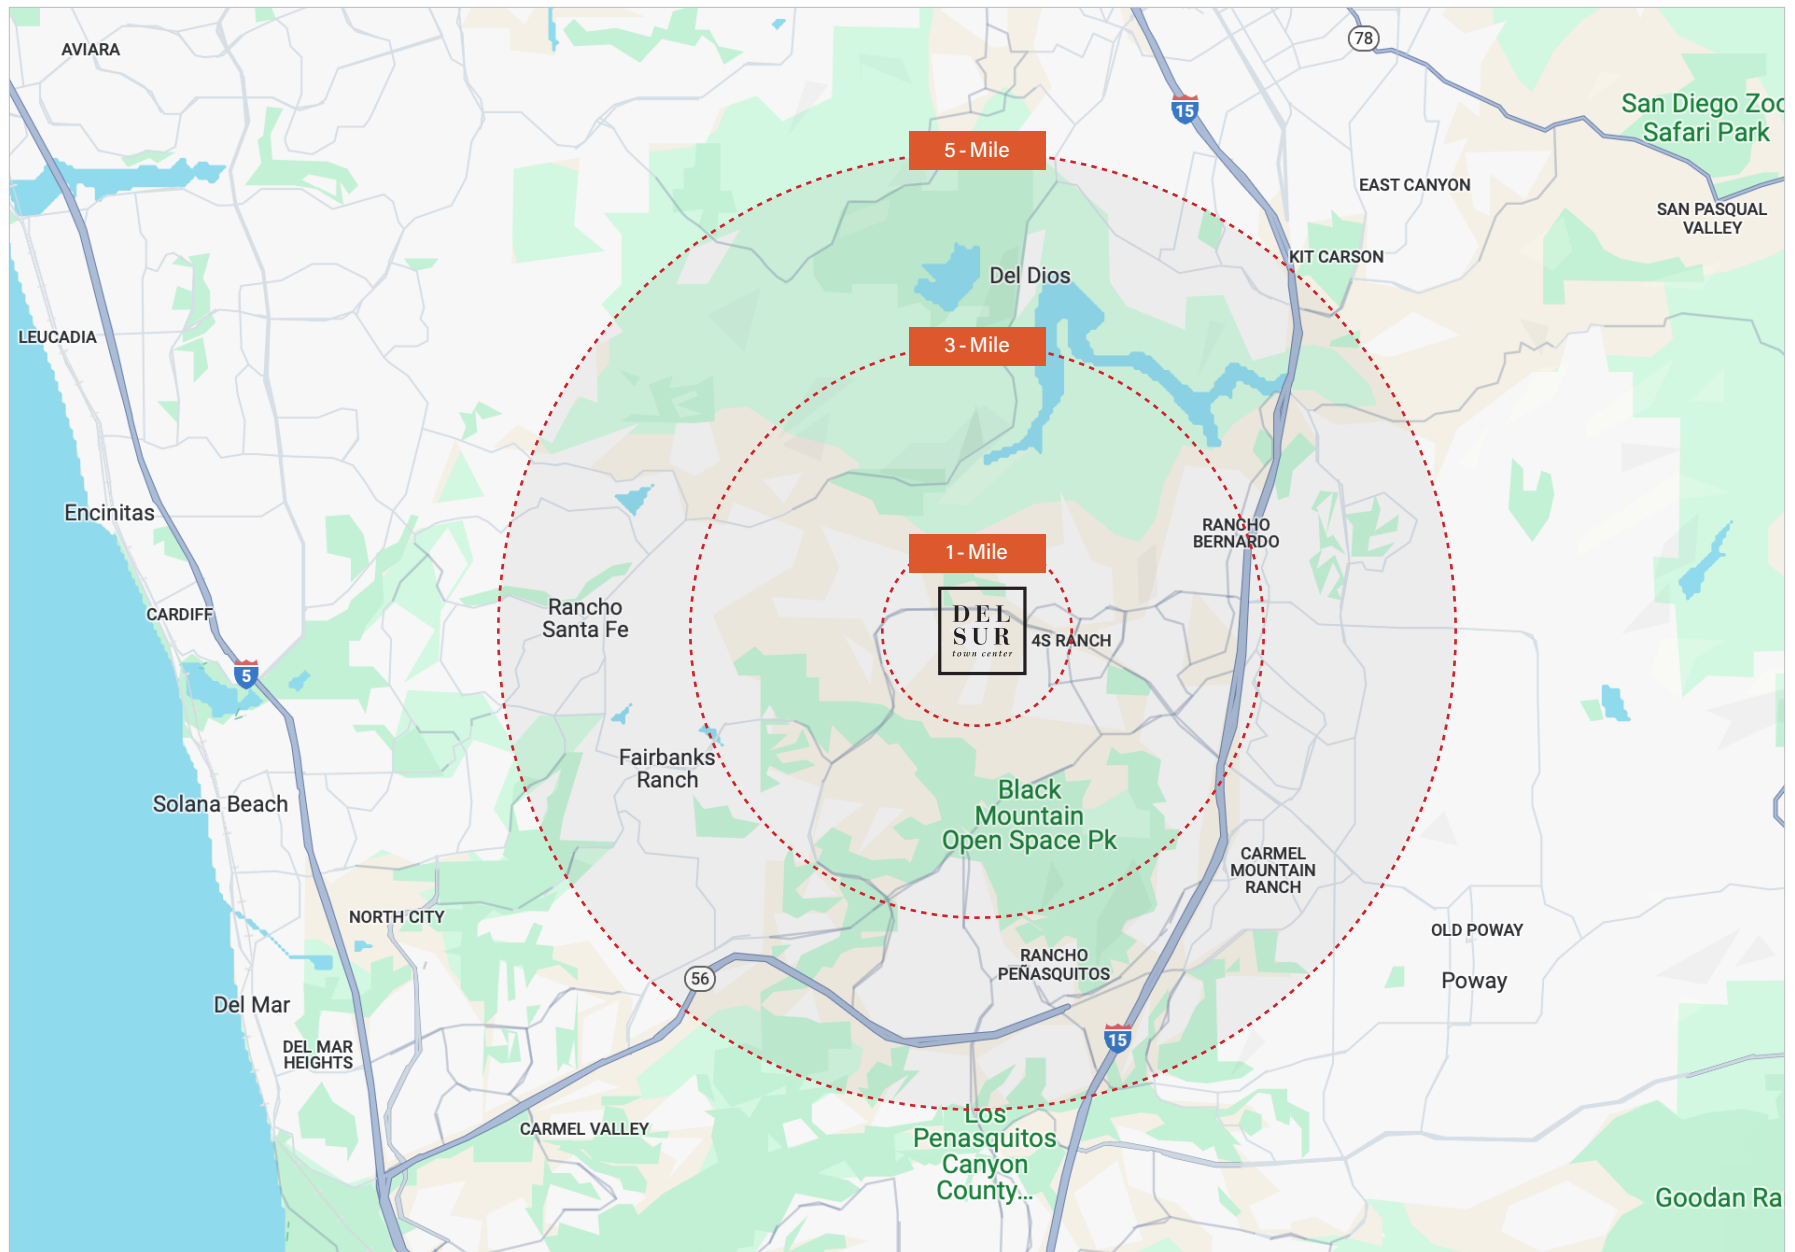 AVIARA
78
15
San Diego Zoo
Safari Park
5 - Mile
EAST CANYON
SAN PASQUAL
VALLEY
KIT CARSON
Del Dios
LEUCADIA
3 - Mile
Encinitas
RANCHO
BERNARDO
1 - Mile
CARDIFF
Rancho
Santa Fe
DEL
SUR
town center
4S RANCH
5
Fairbanks
Ranch
Solana Beach
Black
Mountain
Open Space Pk
CARMEL
MOUNTAIN
RANCH
NORTH CITY
OLD POWAY
RANCHO
PEÑASQUITOS
56
Poway
Del Mar
15
DEL MAR
HEIGHTS
CARMEL VALLEY
Los
Penasquitos
Canyon
County...
Goodan Ra